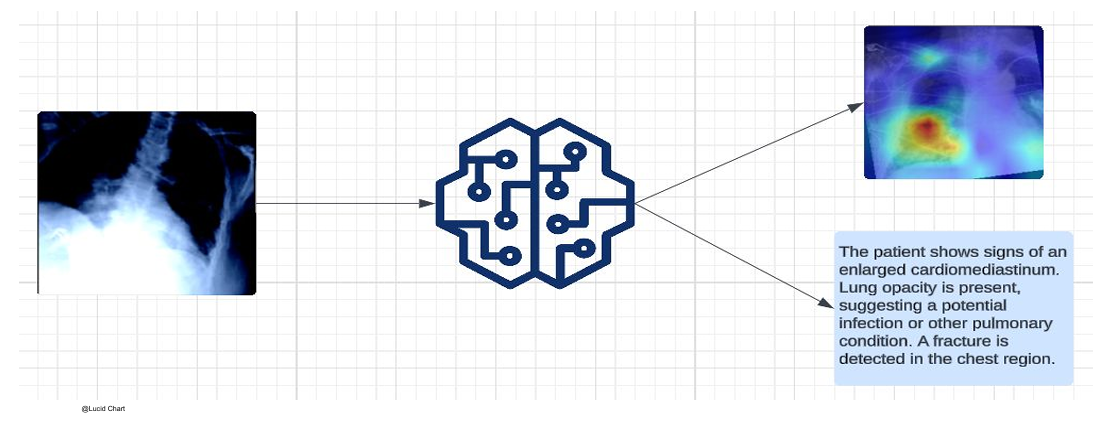 The patient shows signs of an
enlarged cardiomediastinum.
Lung opacity is present,
suggesting a potential
infection or other pulmonary
condition. A fracture is
detected in the chest region.
@Lucid Chart